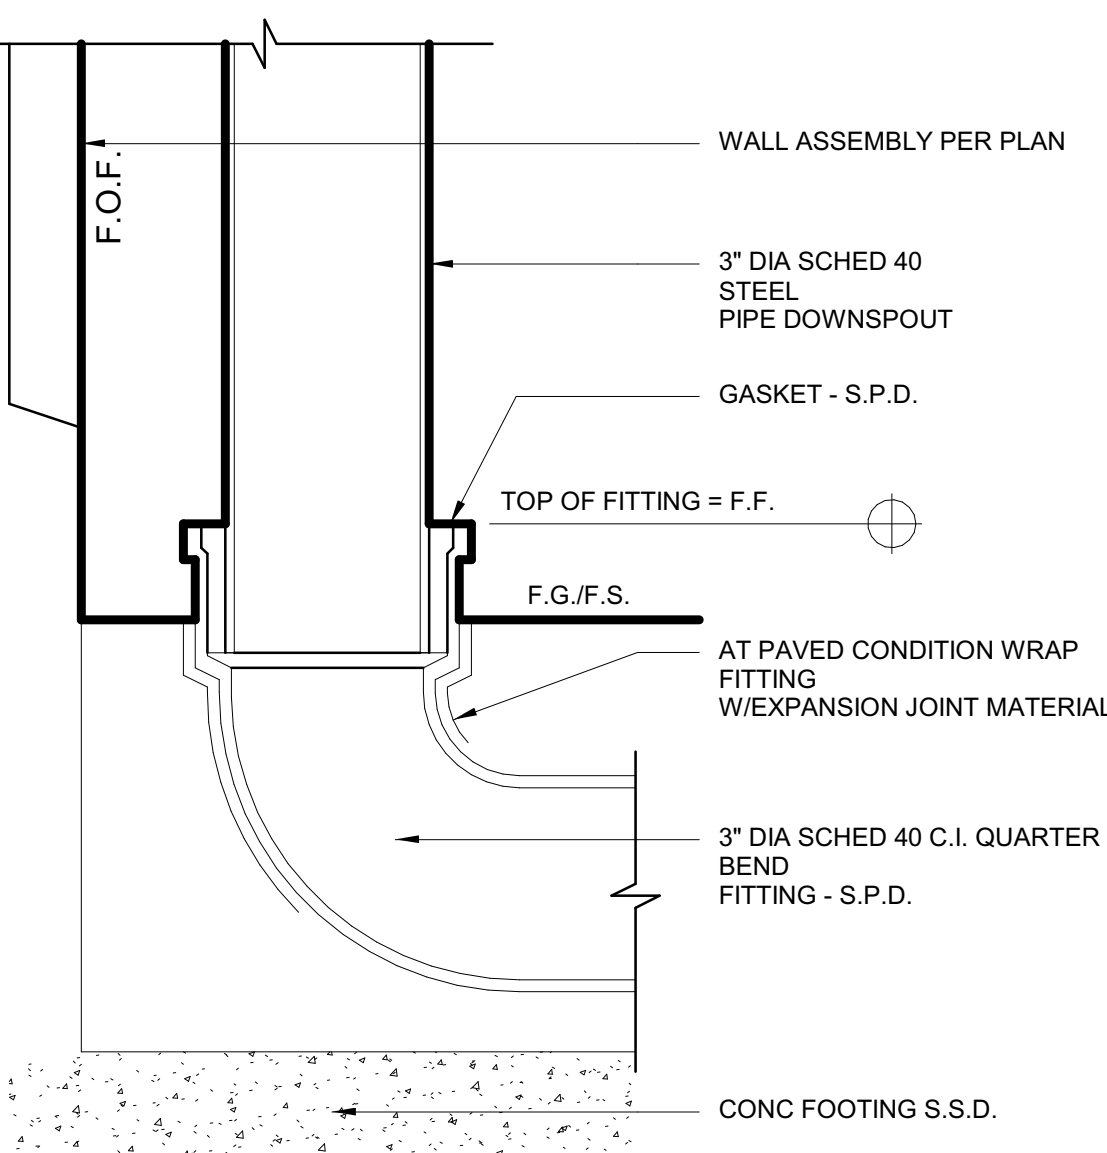 WALL ASSEMBLY PER PLAN
F.O.F.
3" DIA SCHED 40
STEEL
PIPE DOWNSPOUT
GASKET - S.P.D.
TOP OF FITTING = F.F.
F.G./F.S.
AT PAVED CONDITION WRAP
FITTING
W/EXPANSION JOINT MATERIAL
3" DIA SCHED 40 C.I. QUARTER
BEND
FITTING - S.P.D.
CONC FOOTING S.S.D.